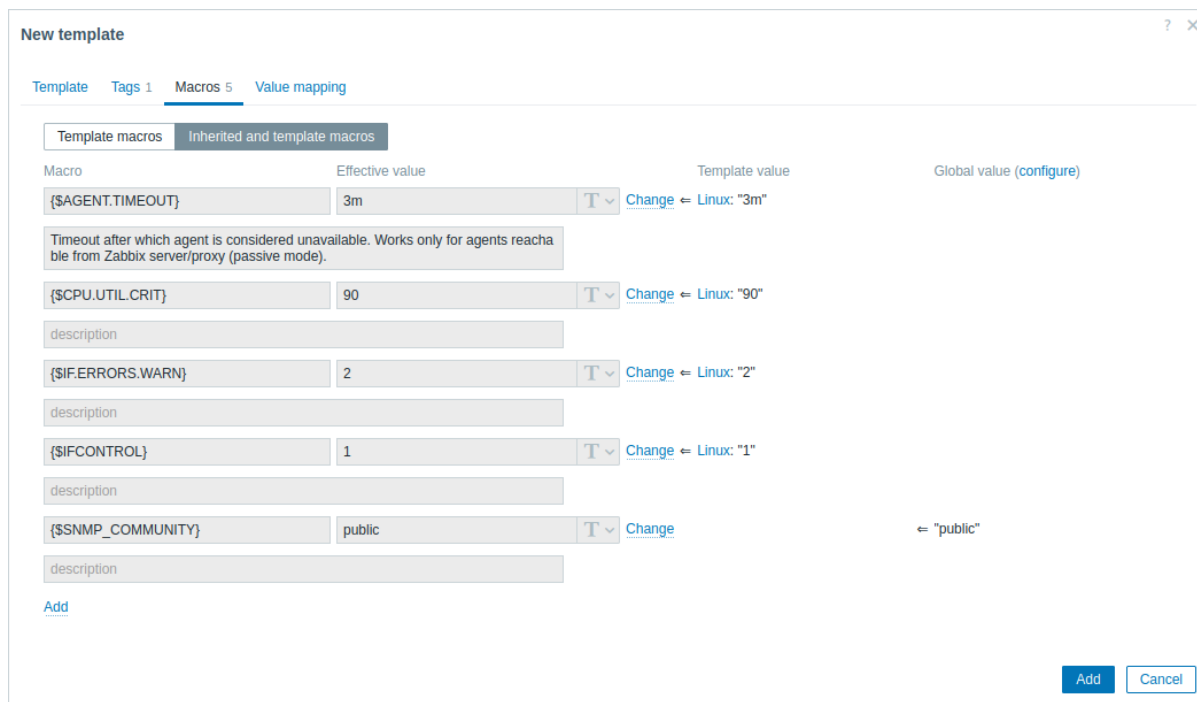 New template
?
Template Tags 1 Macros 5 Value mapping
Template macros Inherited and template macros
Macro Effective value Template value Global value (configure)
{$AGENT.TIMEOUT} 3m T Change ⇐ Linux: "3m"
Timeout after which agent is considered unavailable. Works only for agents reacha
ble from Zabbix server/proxy (passive mode).
{$CPU.UTIL.CRIT} 90 T Change ⇐ Linux: "90"
description
{$IF.ERRORS.WARN} 2 T Change ⇐ Linux: "2"
description
{$IFCONTROL} 1 T Change ⇐ Linux: "1"
description
{$SNMP_COMMUNITY} public T Change ⇐ "public"
description
Add
Add Cancel